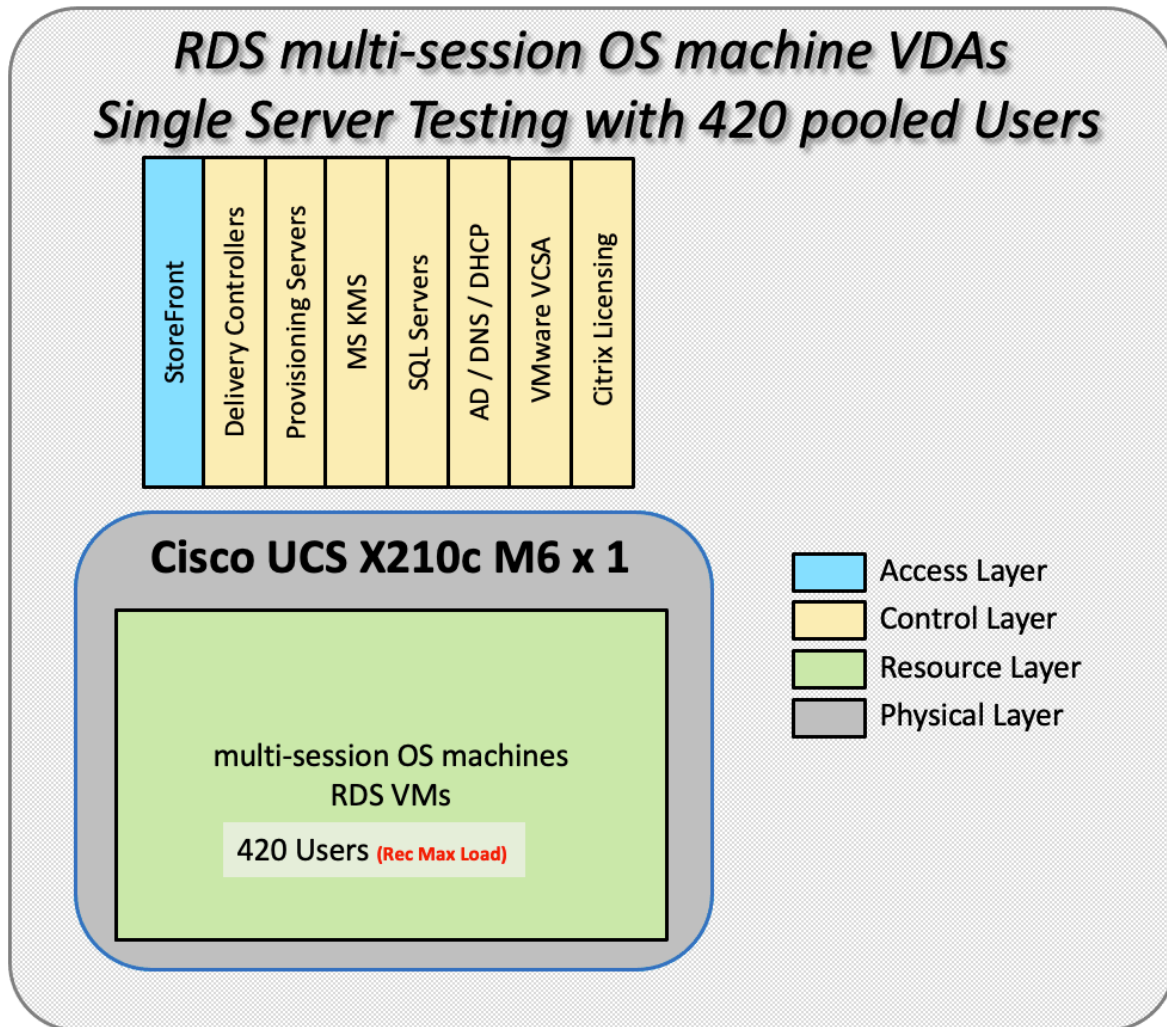 RDS multi-session OS machine VDAs
Single Server Testing with 420 pooled Users
StoreFront
Delivery Controllers
Provisioning Servers
MS KMS
SQL Servers
AD / DNS / DHCP
VMware VCSA
Citrix Licensing
Cisco UCS X210c M6 x 1
multi-session OS machines
RDS VMs
420 Users (Rec Max Load)
Access Layer
Control Layer
Resource Layer
Physical Layer